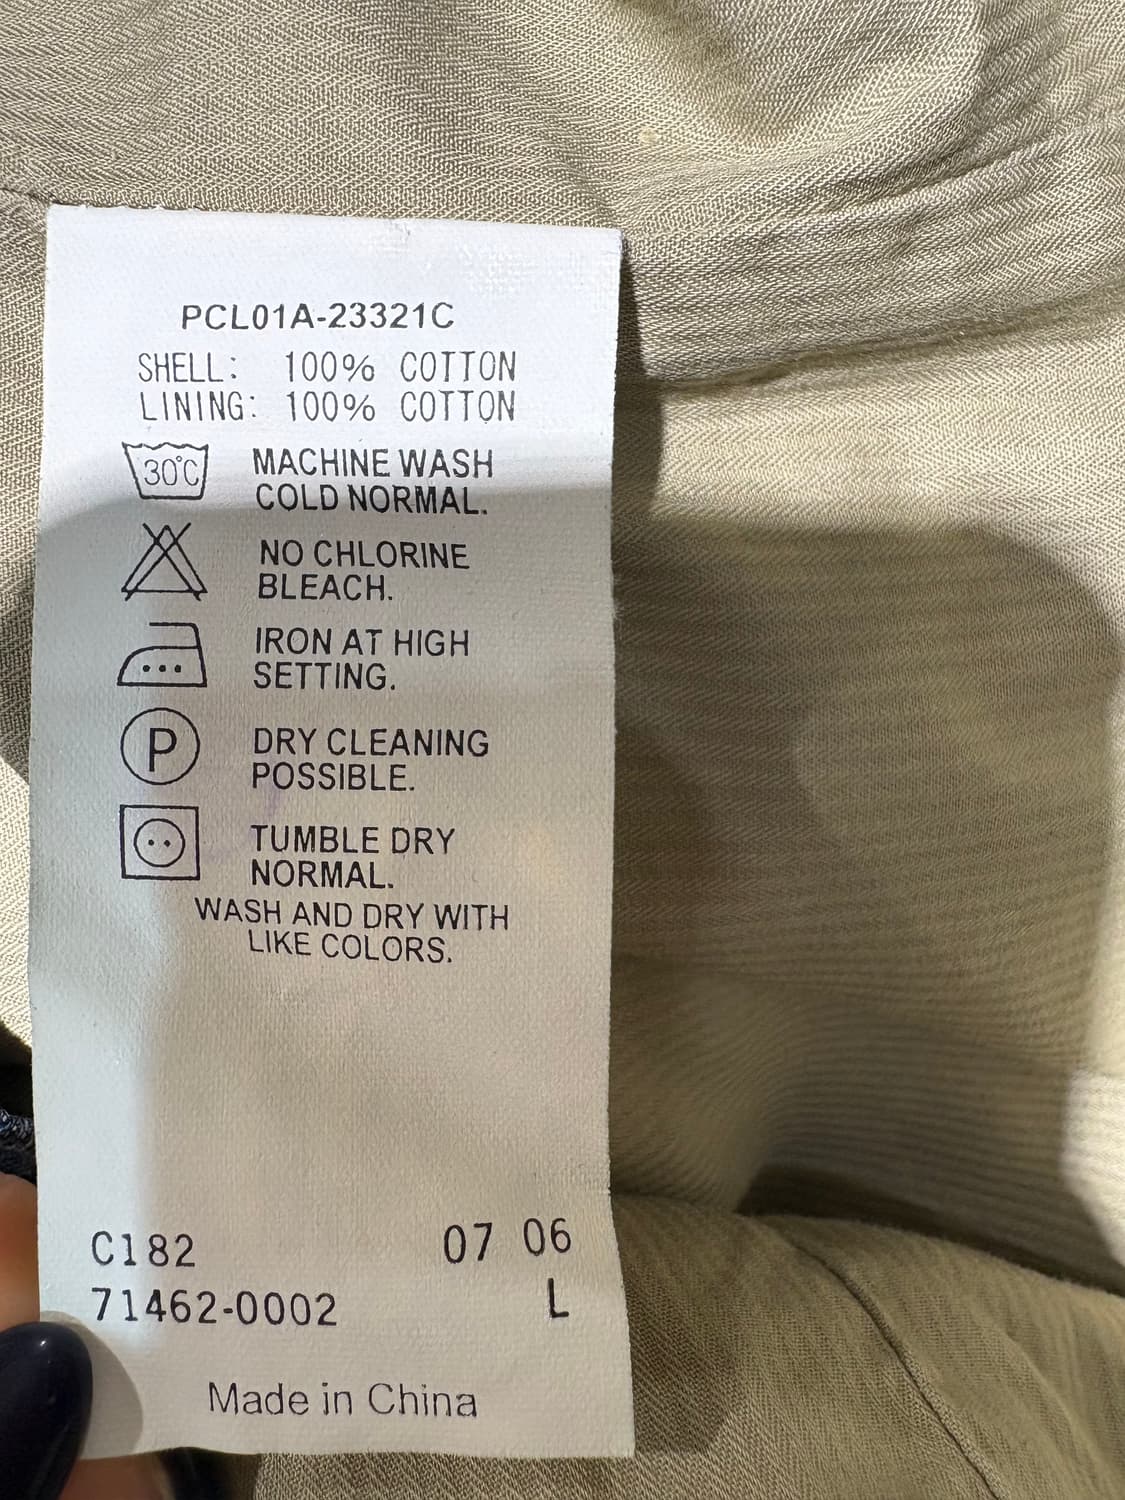 PCL01A-23321C
SHELL: 100% COTTON
LINING: 100% COTTON
30°C MACHINE WASH
COLD NORMAL.
NO CHLORINE
BLEACH.
IRON AT HIGH
SETTING.
P DRY CLEANING
POSSIBLE.
TUMBLE DRY
NORMAL.
WASH AND DRY WITH
LIKE COLORS.
C182 07 06
71462-0002 L
Made in China